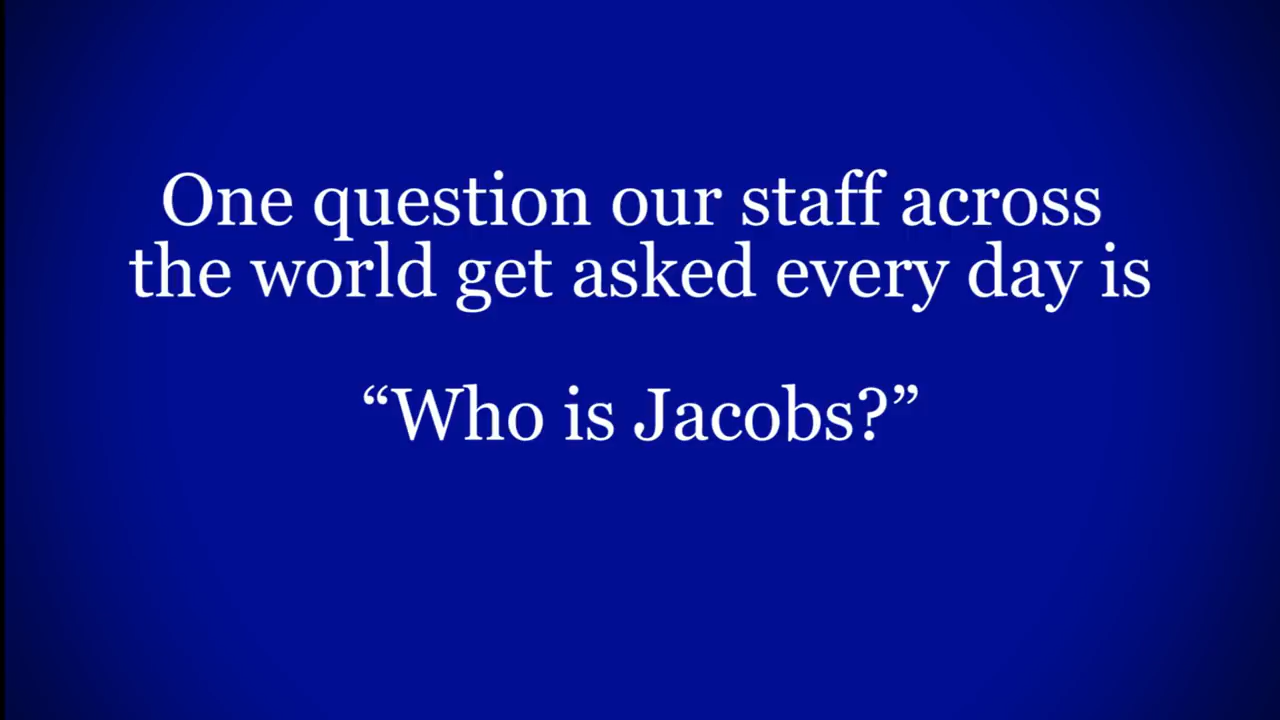 One question our staff across
the world get asked every day is
“Who is Jacobs?”